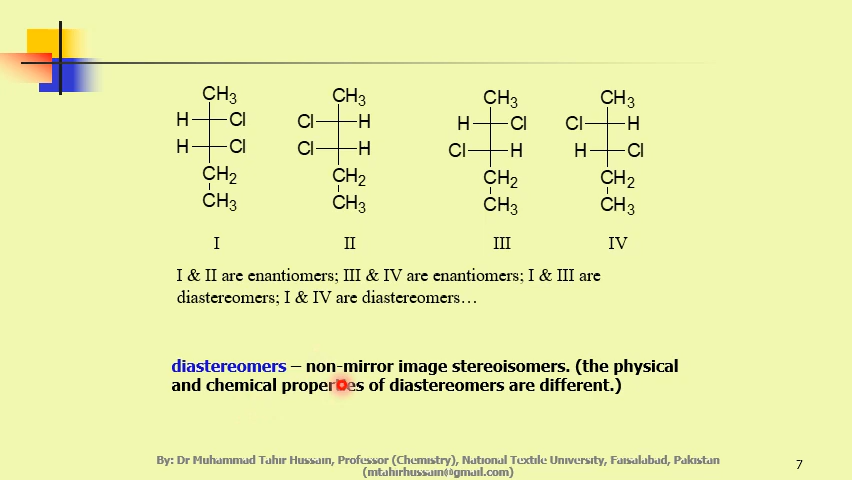 CH3 CH3 CH3 CH3
H Cl Cl H H Cl Cl H
H Cl Cl H Cl H H Cl
CH2 CH2 CH2 CH2
CH3 CH3 CH3 CH3
I II III IV
I & II are enantiomers; III & IV are enantiomers; I & III are
diastereomers; I & IV are diastereomers…
diastereomers – non-mirror image stereoisomers. (the physical
and chemical properties of diastereomers are different.)
By: Dr Muhammad Tahir Hussain, Professor (Chemistry), National Textile University, Faisalabad, Pakistan
(mtahirhussain@gmail.com)
7